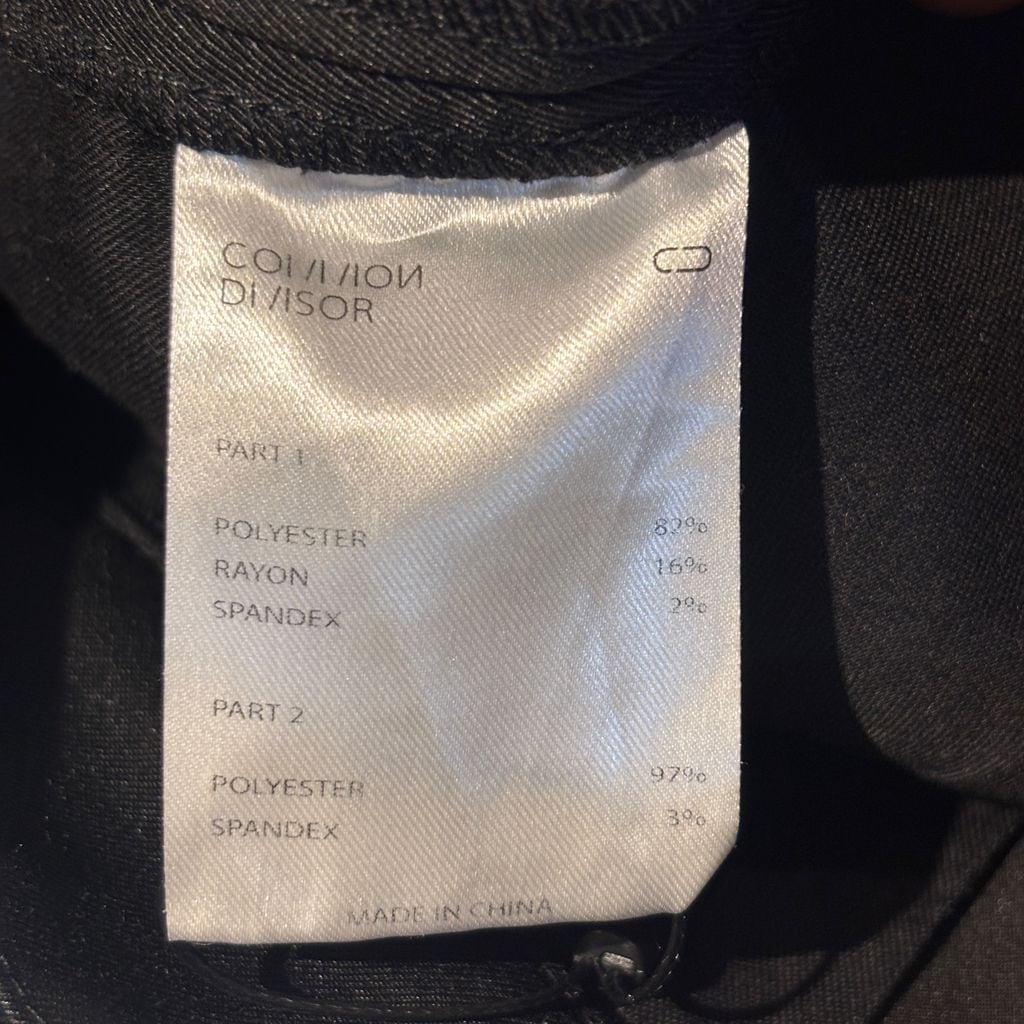 COMMON
DIVISOR
PART 1
POLYESTER 82%
RAYON 16%
SPANDEX 2%
PART 2
POLYESTER 97%
SPANDEX 3%
MADE IN CHINA